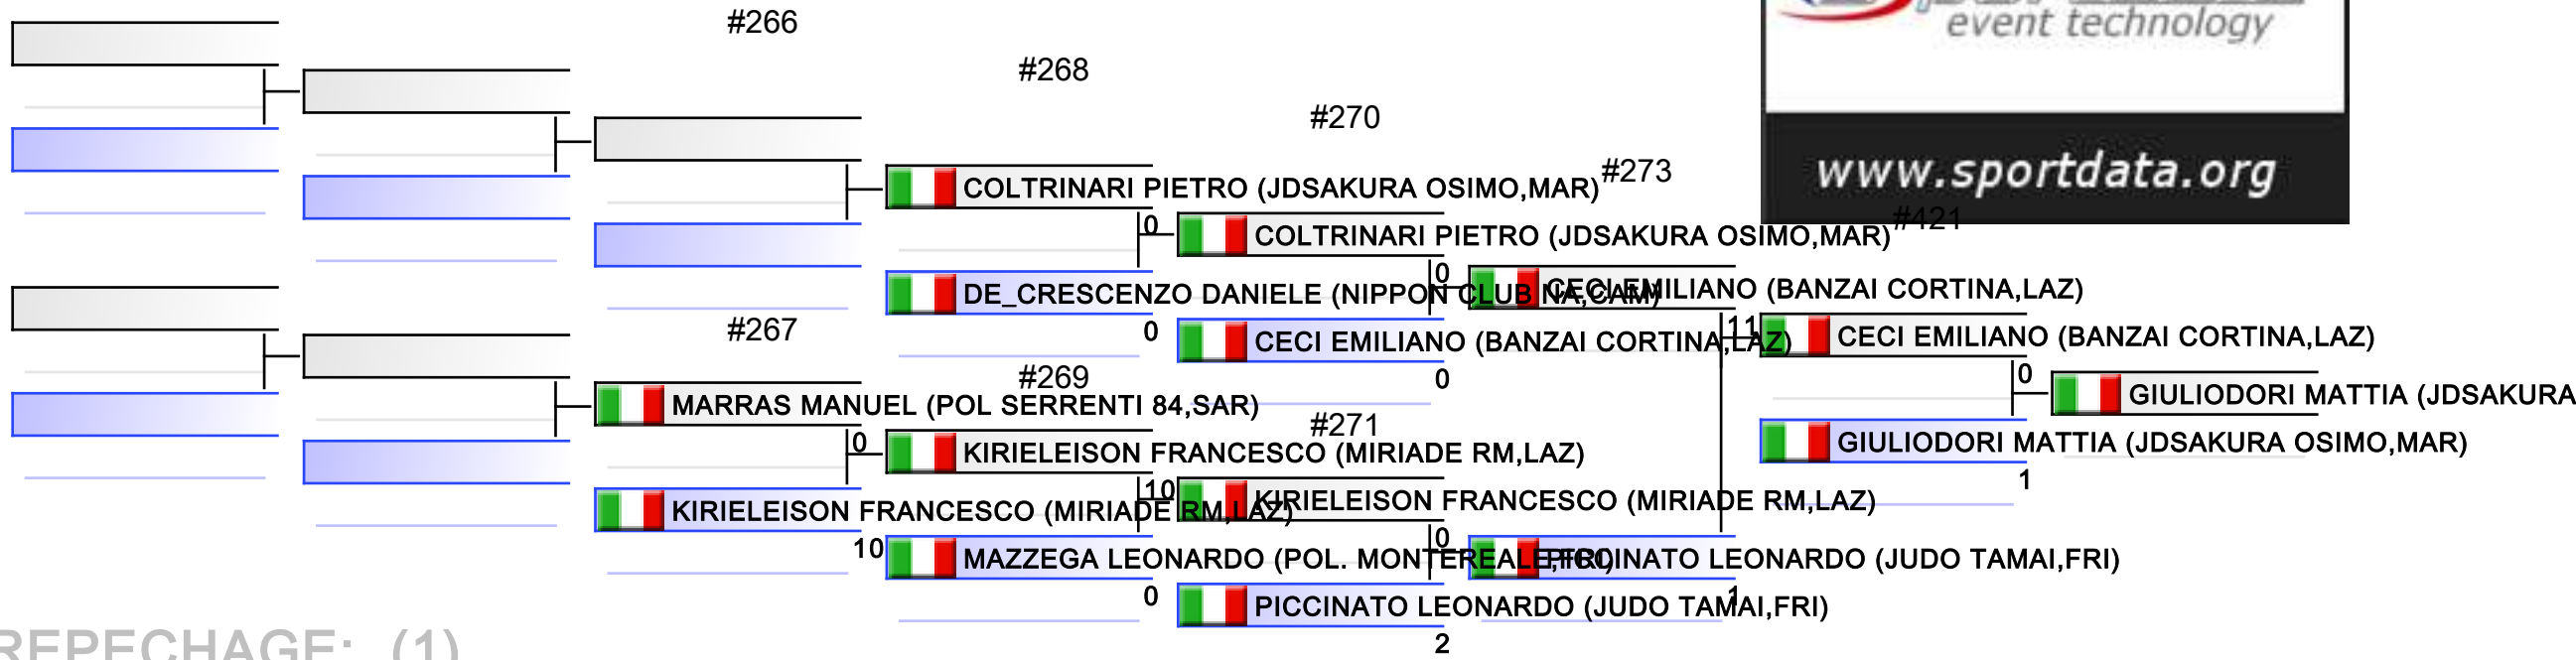 #266
event technology
#268
#270
#273
www.sportdata.org
COLTRINARI PIETRO (JDSAKURA OSIMO,MAR)
#421
0
COLTRINARI PIETRO (JDSAKURA OSIMO,MAR)
0
DE_CRESCENZO DANIELE (NIPPON CLUB NA,CAM)
CECI EMILIANO (BANZAI CORTINA,LAZ)
#267
0
CECI EMILIANO (BANZAI CORTINA,LAZ)
11
CECI EMILIANO (BANZAI CORTINA,LAZ)
#269
0
0
MARRAS MANUEL (POL SERRENTI 84,SAR)
GIULIODORI MATTIA (JDSAKURA
#271
0
KIRIELEISON FRANCESCO (MIRIADE RM,LAZ)
GIULIODORI MATTIA (JDSAKURA OSIMO,MAR)
1
10
KIRIELEISON FRANCESCO (MIRIADE RM,LAZ)
KIRIELEISON FRANCESCO (MIRIADE RM,LAZ)
0
10
MAZZEGA LEONARDO (POL. MONTEREALE,FRI)
PICCINATO LEONARDO (JUDO TAMAI,FRI)
0
1
PICCINATO LEONARDO (JUDO TAMAI,FRI)
2
REPECHAGE: (1)